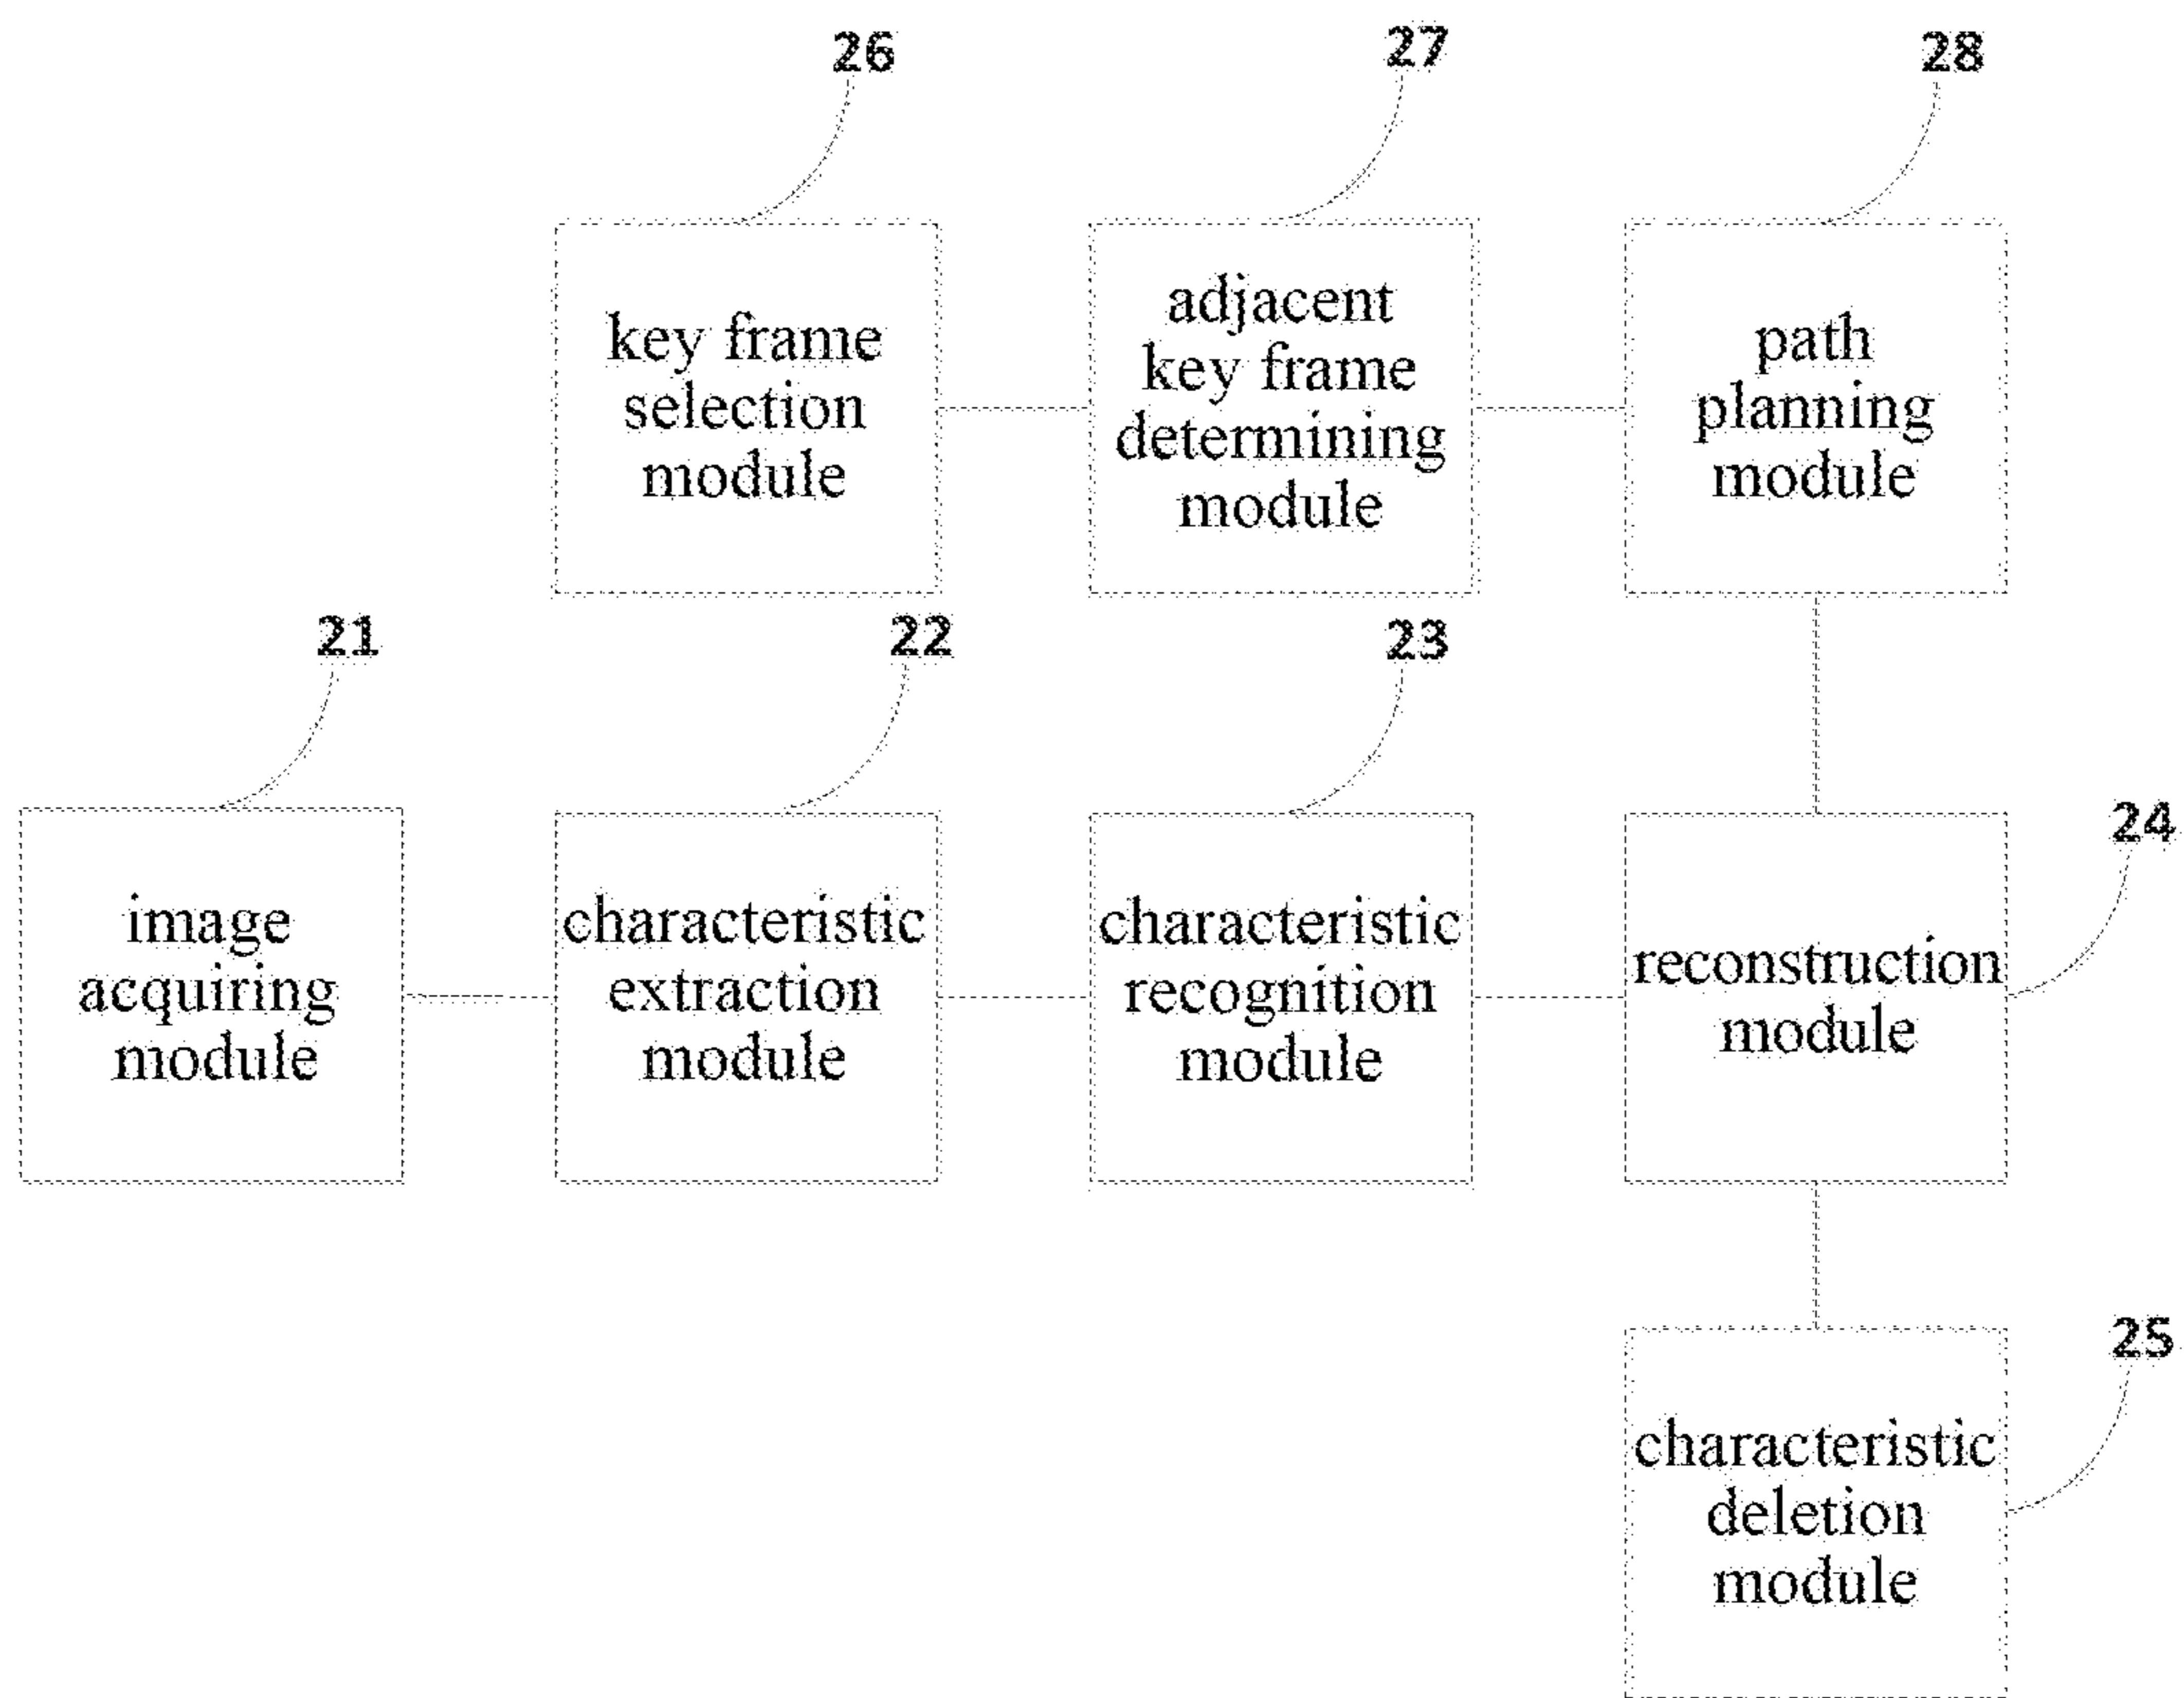 26
27
28
key frame
selection
module
adjacent
key frame
determining
module
path
planning
module
21
22
23
24
image
acquiring
module
characteristic
extraction
module
characteristic
recognition
module
reconstruction
module
25
characteristic
deletion
module